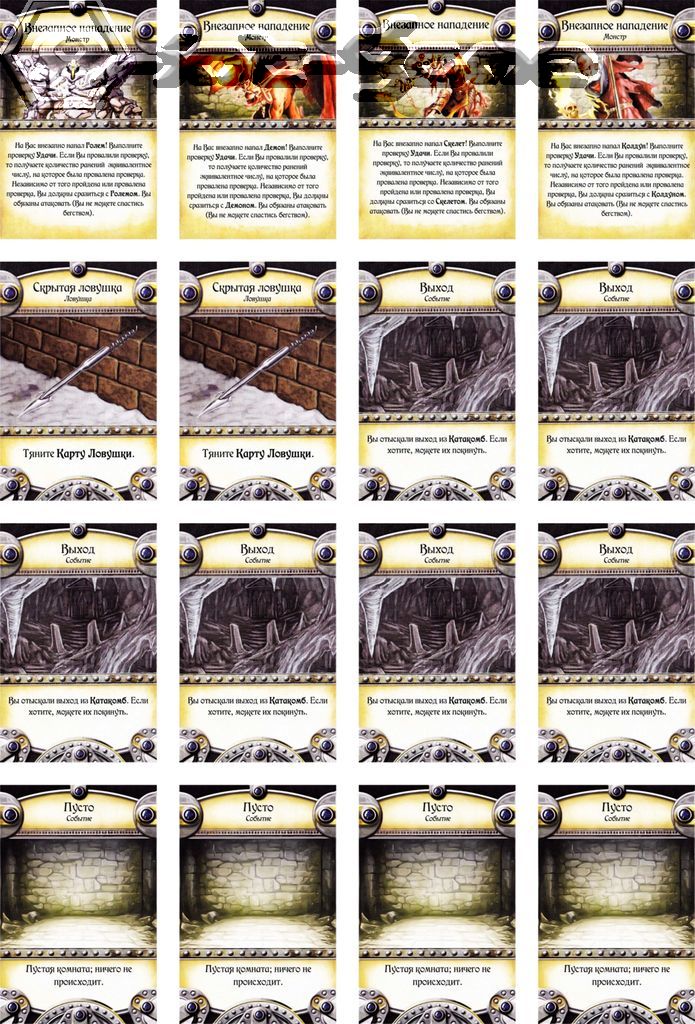 Внезапное нападение
Монстр
На Вас внезапно напал Голем! Выполните
проверку Удачи. Если Вы провалили проверку,
то получаете количество ранений эквивалентное
числу, на которое была провалена проверка.
Независимо от того пройдена или провалена
проверка, Вы должны сразиться с Големом. Вы
обязаны атаковать (Вы не можете спастись
бегством).
Внезапное нападение
Монстр
На Вас внезапно напал Демон! Выполните
проверку Удачи. Если Вы провалили проверку,
то получаете количество ранений эквивалентное
числу, на которое была провалена проверка.
Независимо от того пройдена или провалена
проверка, Вы должны сразиться с Демоном. Вы
обязаны атаковать (Вы не можете спастись
бегством).
Внезапное нападение
Монстр
На Вас внезапно напал Скелет! Выполните
проверку Удачи. Если Вы провалили проверку,
то получаете количество ранений эквивалентное
числу, на которое была провалена проверка.
Независимо от того пройдена или
провалена проверка, Вы должны
сразиться со Скелетом. Вы обязаны
атаковать (Вы не можете спастись бегством).
Внезапное нападение
Монстр
На Вас внезапно напал Колдун! Выполните
проверку Удачи. Если Вы провалили проверку,
то получаете количество ранений эквивалентное
числу, на которое была провалена проверка.
Независимо от того пройдена или провалена
проверка, Вы должны сразиться с Колдуном.
Вы обязаны атаковать (Вы не можете спастись
бегством).
Скрытая ловушка
Ловушка
Тяните Карту Ловушки.
Скрытая ловушка
Ловушка
Тяните Карту Ловушки.
Выход
Событие
Вы отыскали выход из Катакомб. Если
хотите, можете их покинуть.
Выход
Событие
Вы отыскали выход из Катакомб. Если
хотите, можете их покинуть.
Выход
Событие
Вы отыскали выход из Катакомб. Если
хотите, можете их покинуть.
Выход
Событие
Вы отыскали выход из Катакомб. Если
хотите, можете их покинуть.
Выход
Событие
Вы отыскали выход из Катакомб. Если
хотите, можете их покинуть.
Выход
Событие
Вы отыскали выход из Катакомб. Если
хотите, можете их покинуть.
Пусто
Событие
Пустая комната; ничего не
происходит.
Пусто
Событие
Пустая комната; ничего не
происходит.
Пусто
Событие
Пустая комната; ничего не
происходит.
Пусто
Событие
Пустая комната; ничего не
происходит.